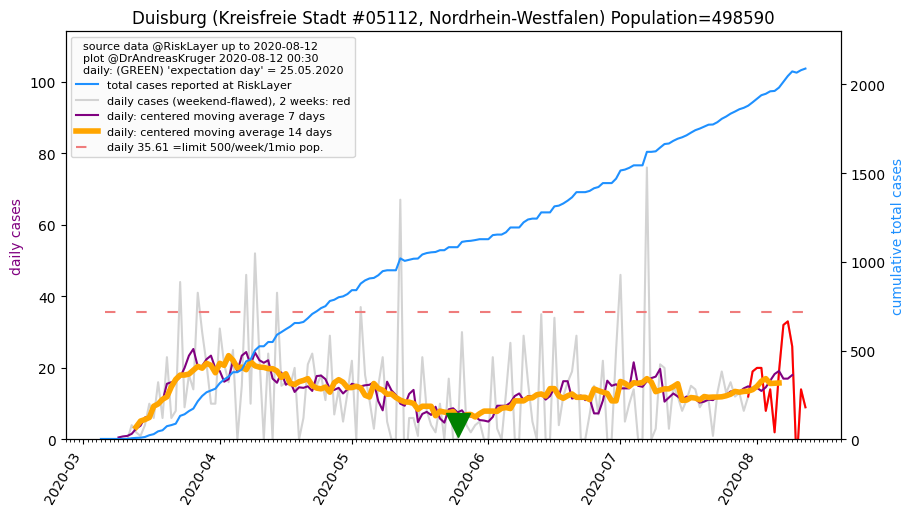 Duisburg (Kreisfreie Stadt #05112, Nordrhein-Westfalen) Population=498590
source data @RiskLayer up to 2020-08-12
plot @DrAndreasKruger 2020-08-12 00:30
daily: (GREEN) 'expectation day' = 25.05.2020
total cases reported at RiskLayer
daily cases (weekend-flawed), 2 weeks: red
daily: centered moving average 7 days
daily: centered moving average 14 days
daily 35.61 =limit 500/week/1mio pop.
daily cases
100
80
60
40
20
0
cumulative total cases
2000
1500
1000
500
0
2020-03
2020-04
2020-05
2020-06
2020-07
2020-08